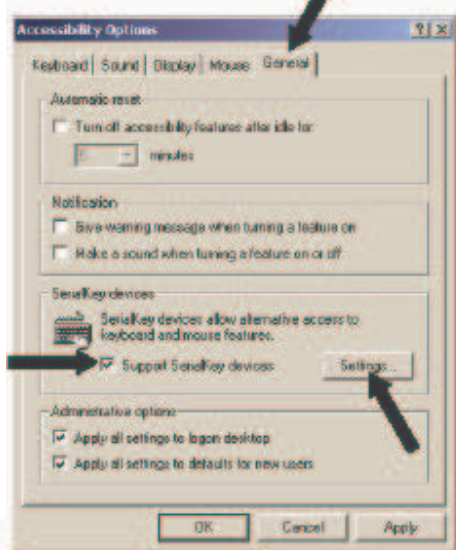 Accessibility Options
Keyboard Sound Display Mouse General
Automatic reset
Turn off accessibility features after idle for
5 minutes
Notification
Give warning message when turning a feature on
Make a sound when turning a feature on or off
SerialKey devices
SerialKey devices allow alternative access to
keyboard and mouse features.
Support SerialKey devices Settings...
Administrative options
Apply all settings to logon desktop
Apply all settings to defaults for new users
OK Cancel Apply